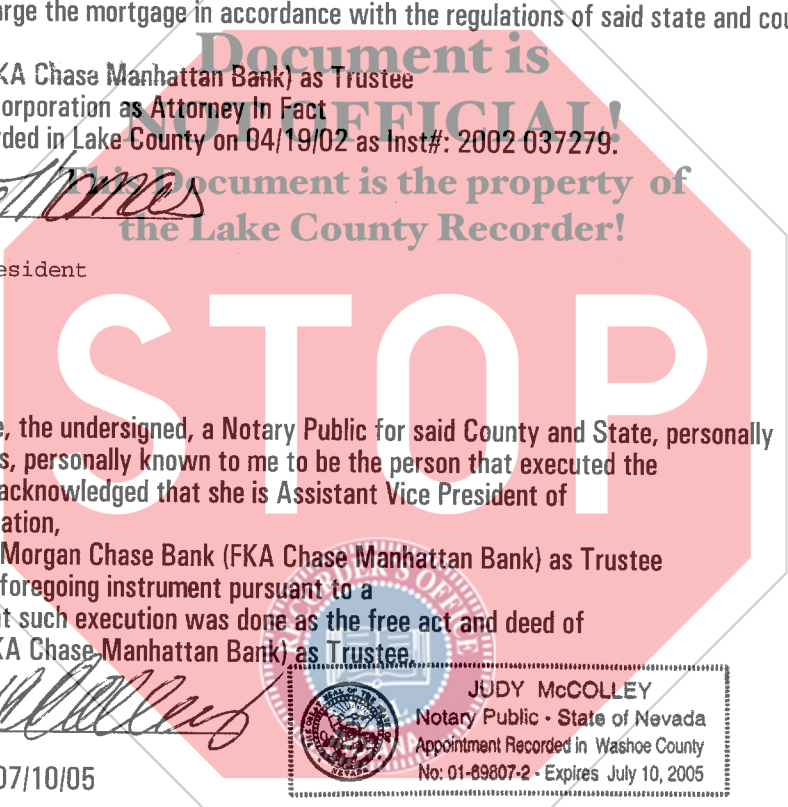 arge the mortgage in accordance with the regulations of said state and cou
Document is
KA Chase Manhattan Bank) as Trustee
orporation as Attorney In Fact
NOT OFFICIAL!
ded in Lake County on 04/19/02 as Inst#: 2002 037279.
This Document is the property of
the Lake County Recorder!
esident
STOP
e, the undersigned, a Notary Public for said County and State, personally
s, personally known to me to be the person that executed the
acknowledged that she is Assistant Vice President of
ation,
Morgan Chase Bank (FKA Chase Manhattan Bank) as Trustee
foregoing instrument pursuant to a
t such execution was done as the free act and deed of
KA Chase Manhattan Bank) as Trustee.
RECORDER'S OFFICE
JUDY McCOLLEY
Notary Public - State of Nevada
Appointment Recorded in Washoe County
No: 01-69807-2 - Expires July 10, 2005
NEVADA
07/10/05